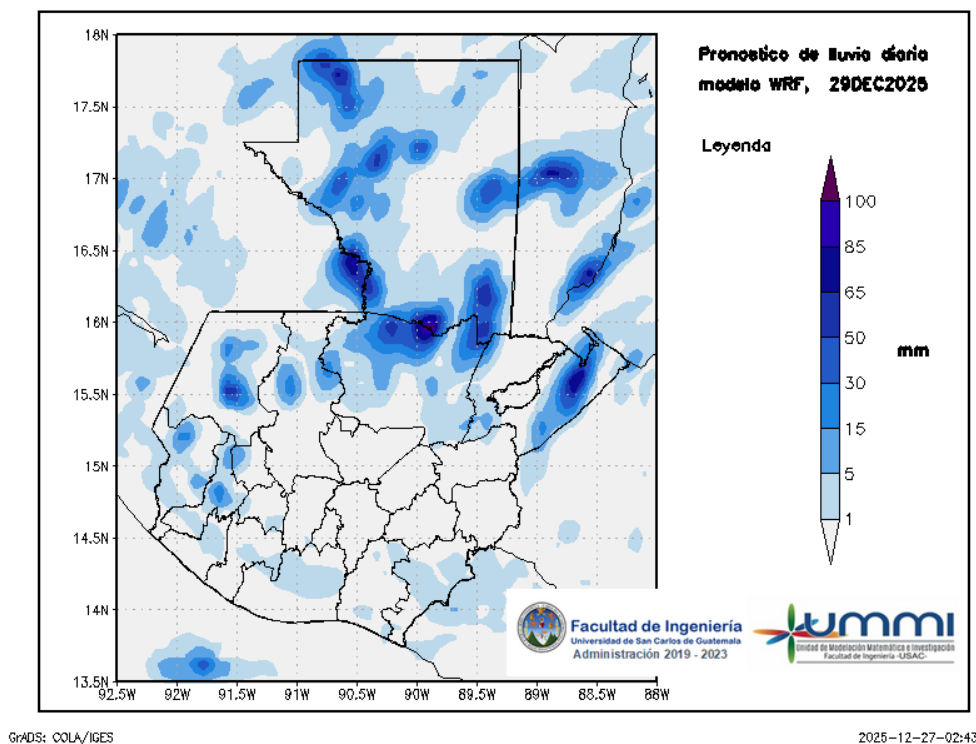 Pronostico de lluvia diaria
modelo WRF, 29DEC2025
Leyenda
100
85
65
50
30
15
5
1
mm
18N
17.5N
17N
16.5N
16N
15.5N
15N
14.5N
14N
13.5N
92.5W
92W
91.5W
91W
90.5W
90W
89.5W
89W
88.5W
88W
Facultad de Ingeniería
Universidad de San Carlos de Guatemala
Administración 2019 - 2023
UMMI
Unidad de Modelación Matemática e Investigación
Facultad de Ingeniería -USAC-
GrADS: COLA/IGES
2025-12-27-02:43